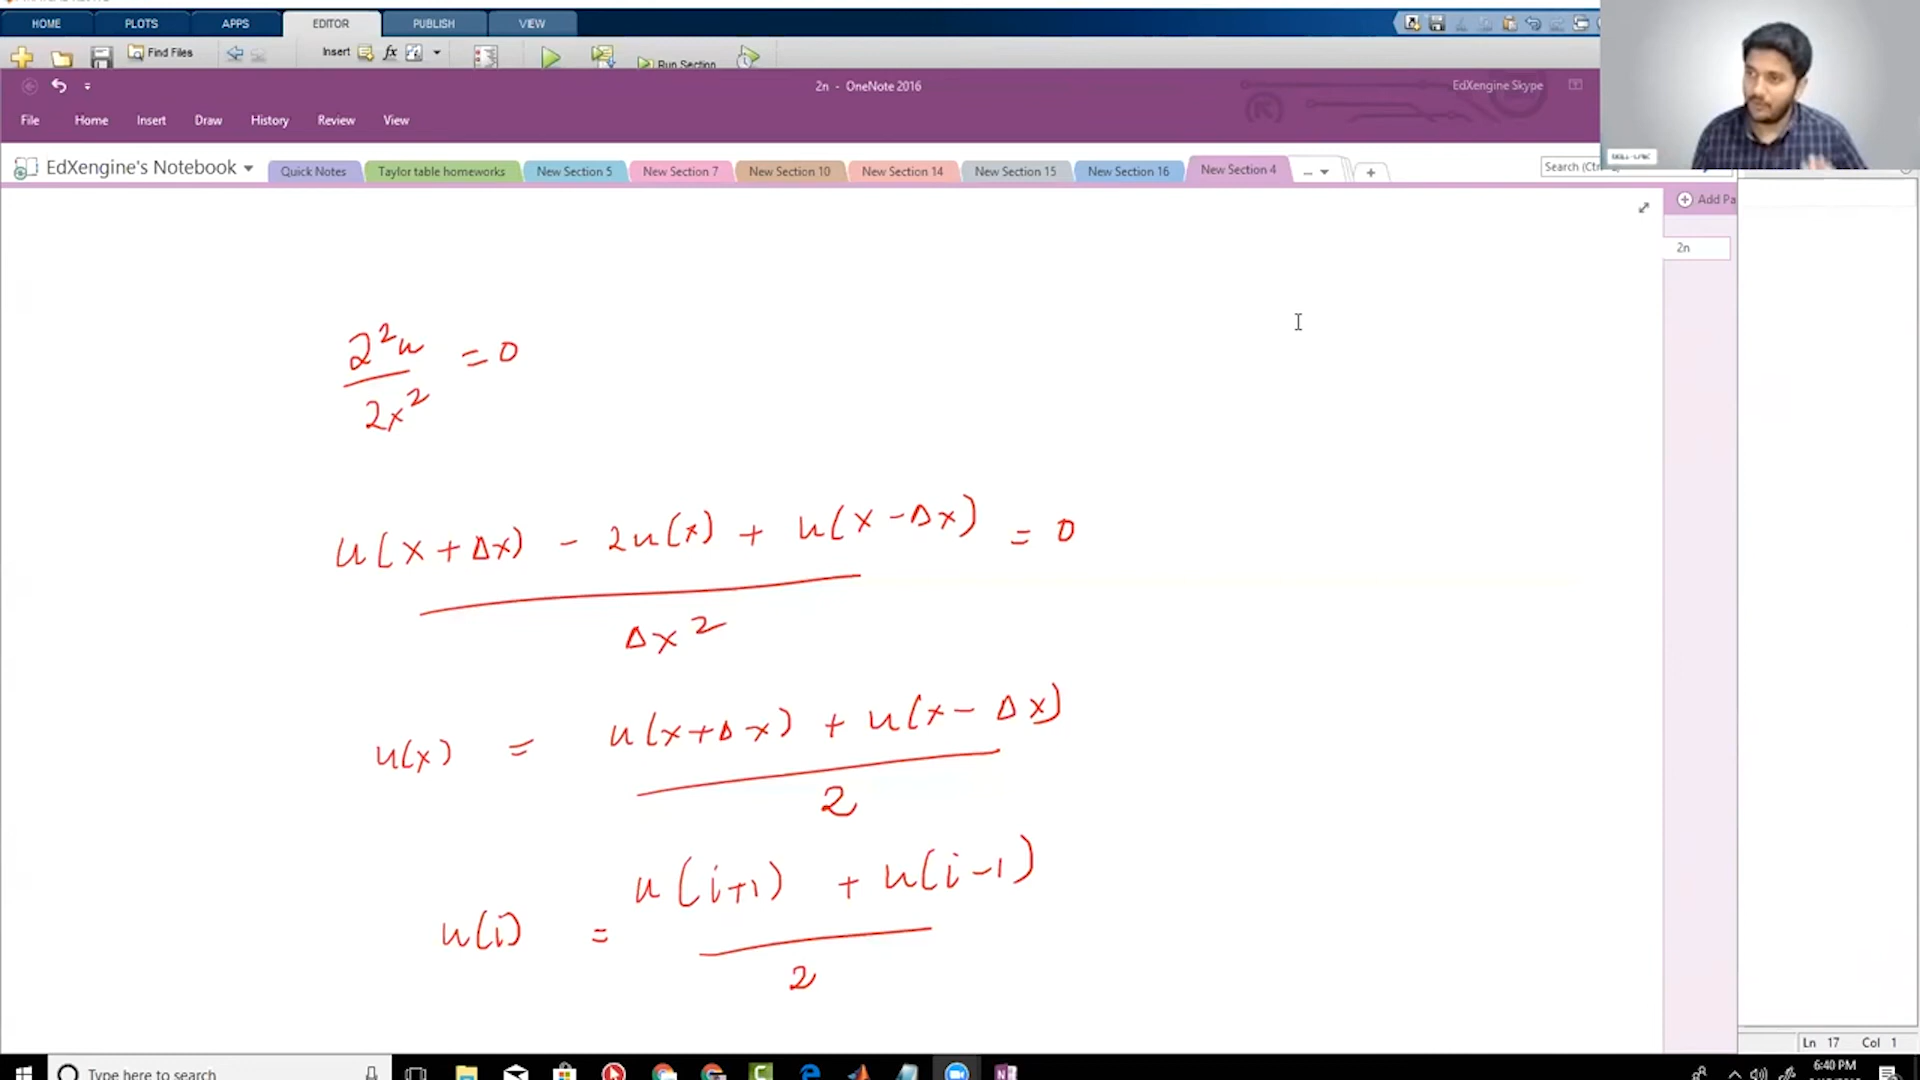 HOME PLOTS APPS EDITOR PUBLISH VIEW
Find Files Insert fx Run Section
2n - OneNote 2016
EdXengine Skype
File Home Insert Draw History Review View
EdXengine's Notebook Quick Notes Taylor table homeworks New Section 5 New Section 7 New Section 10 New Section 14 New Section 15 New Section 16 New Section 4 ... +
Search (Ctr
Add Pa
2n
∂²u/∂x² = 0
u(x+Δx) - 2u(x) + u(x-Δx) = 0
Δx²
u(x) = u(x+Δx) + u(x-Δx)
2
u(i) = u(i+1) + u(i-1)
2
Ln 17 Col 1
Type here to search
6:40 PM